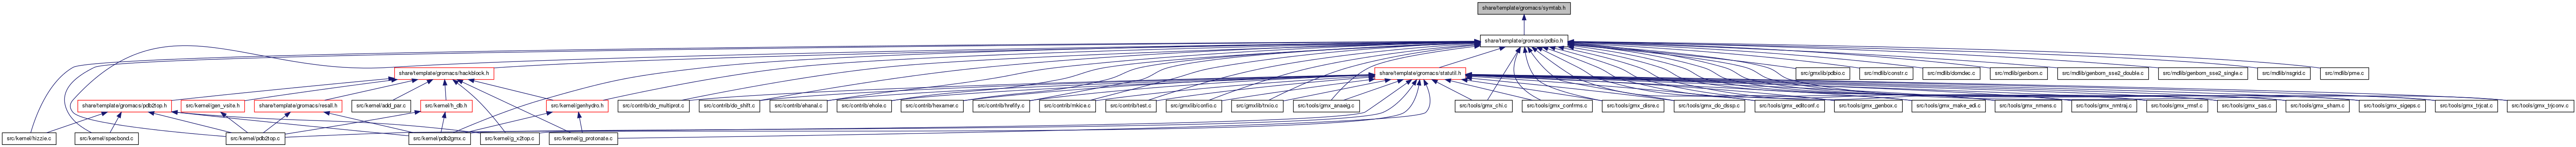 share/template/gromacs/symtab.h
share/template/gromacs/pdbio.h
share/template/gromacs/hackblock.h
share/template/gromacs/statutil.h
src/gmxlib/pdbio.c
src/mdlib/constr.c
src/mdlib/domdec.c
src/mdlib/genborn.c
src/mdlib/genborn_sse2_double.c
src/mdlib/genborn_sse2_single.c
src/mdlib/nsgrid.c
src/mdlib/pme.c
share/template/gromacs/pdb2top.h
src/kernel/gen_vsite.h
share/template/gromacs/resall.h
src/kernel/add_par.c
src/kernel/h_db.h
src/kernel/genhydro.h
src/contrib/do_multiprot.c
src/contrib/do_shift.c
src/contrib/ehanal.c
src/contrib/ehole.c
src/contrib/hexamer.c
src/contrib/hrefify.c
src/contrib/mkice.c
src/contrib/test.c
src/gmxlib/confio.c
src/gmxlib/trxio.c
src/tools/gmx_anaeig.c
src/tools/gmx_chi.c
src/tools/gmx_confrms.c
src/tools/gmx_disre.c
src/tools/gmx_do_dssp.c
src/tools/gmx_editconf.c
src/tools/gmx_genbox.c
src/tools/gmx_make_edi.c
src/tools/gmx_nmens.c
src/tools/gmx_nmtraj.c
src/tools/gmx_rmsf.c
src/tools/gmx_sas.c
src/tools/gmx_sham.c
src/tools/gmx_sigeps.c
src/tools/gmx_trjcat.c
src/tools/gmx_trjconv.c
src/kernel/hizzie.c
src/kernel/specbond.c
src/kernel/pdb2top.c
src/kernel/pdb2gmx.c
src/kernel/g_x2top.c
src/kernel/g_protonate.c